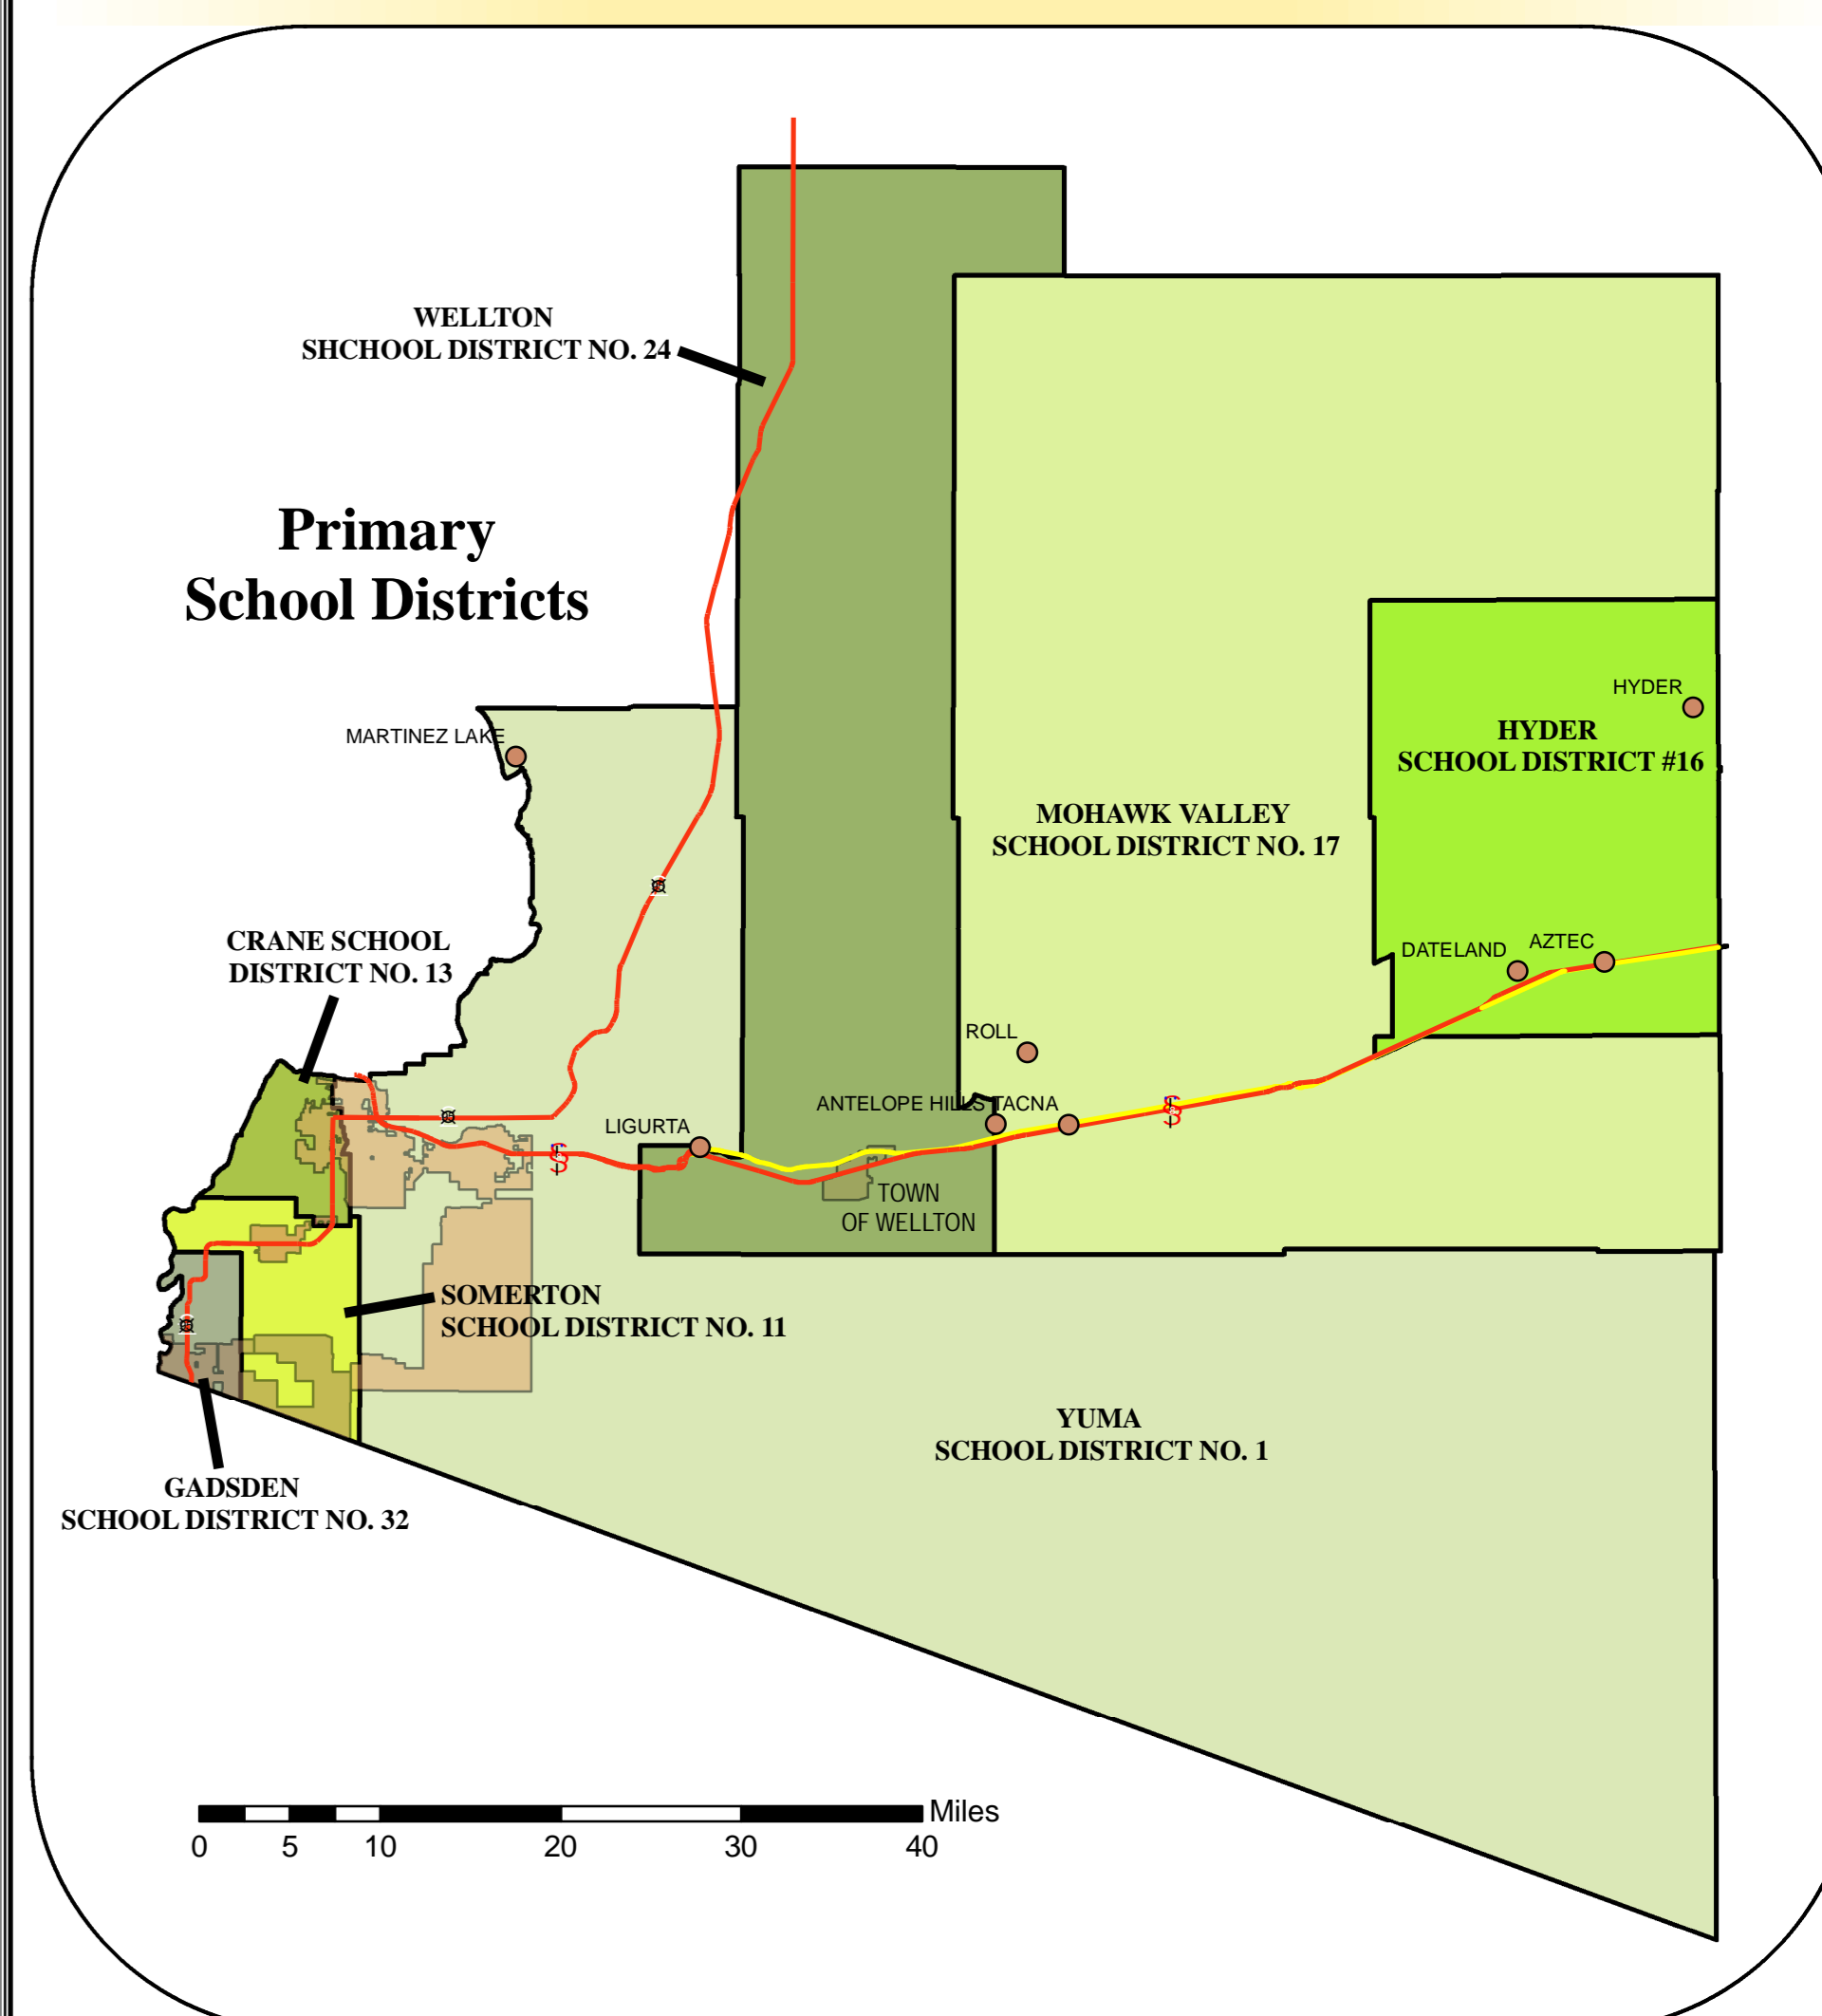 WELLTON
SHCHOOL DISTRICT NO. 24
Primary
School Districts
HYDER
HYDER
SCHOOL DISTRICT #16
MARTINEZ LAKE
MOHAWK VALLEY
SCHOOL DISTRICT NO. 17
CRANE SCHOOL
DISTRICT NO. 13
DATELAND
AZTEC
ROLL
ANTELOPE HILLS
TACNA
LIGURTA
TOWN
OF WELLTON
SOMERTON
SCHOOL DISTRICT NO. 11
YUMA
SCHOOL DISTRICT NO. 1
GADSDEN
SCHOOL DISTRICT NO. 32
Miles
0 5 10 20 30 40